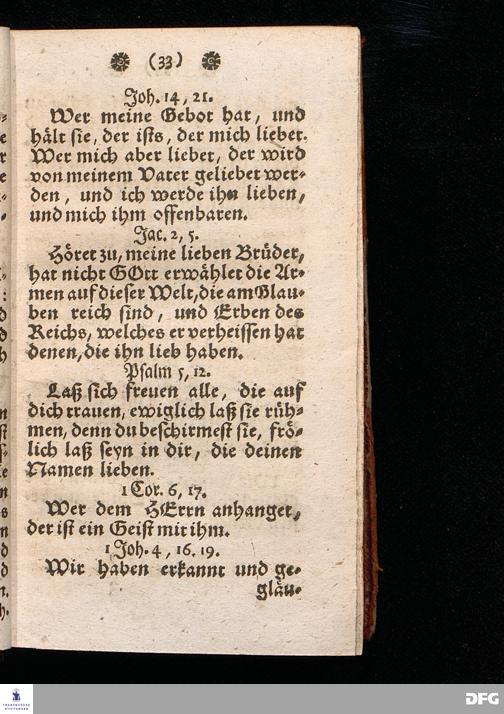 (33)
Joh. 14, 21.
Wer meine Gebot hat, und
hält sie, der ists, der mich liebet.
Wer mich aber liebet, der wird
von meinem Vater geliebet wer-
den, und ich werde ihn lieben,
und mich ihm offenbaren.
Jac. 2, 5.
Höret zu, meine lieben Brüder,
hat nicht GOtt erwählet die Ar-
men auf dieser Welt, die am Glau-
ben reich sind, und Erben des
Reichs, welches er verheissen hat
denen, die ihn lieb haben.
Psalm 5, 12.
Laß sich freuen alle, die auf
dich trauen, ewiglich laß sie rüh-
men, denn du beschirmest sie, frö-
lich laß seyn in dir, die deinen
Namen lieben.
1 Cor. 6, 17.
Wer dem HErrn anhanget,
der ist ein Geist mit ihm.
1 Joh. 4, 16. 19.
Wir haben erkannt und ge-
gläu-
FRANCKESCHE
STIFTUNGEN
DFG